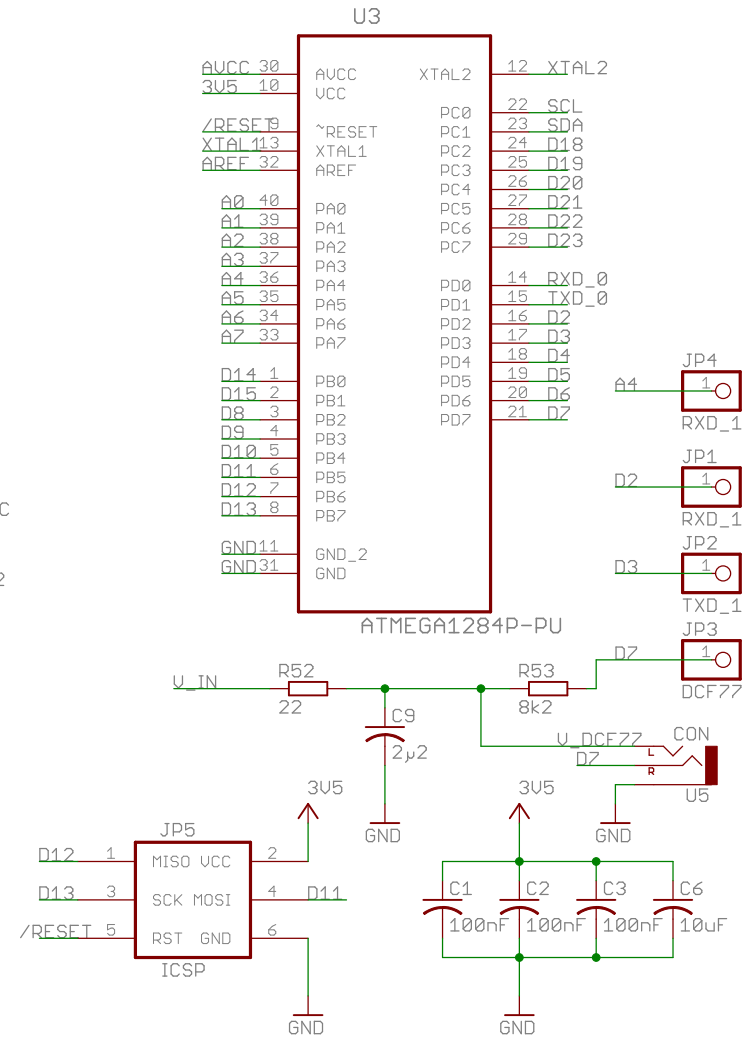 U3
AVCC 30 AVCC XTAL2 12 XTAL2
3V5 10 VCC
PC0 22 SCL
/RESET 9 ~RESET PC1 23 SDA
XTAL1 13 XTAL1 PC2 24 D18
AREF 32 AREF PC3 25 D19
PC4 26 D20
A0 40 PA0 PC5 27 D21
A1 39 PA1 PC6 28 D22
A2 38 PA2 PC7 29 D23
A3 37 PA3
A4 36 PA4 PD0 14 RXD_0
A5 35 PA5 PD1 15 TXD_0
A6 34 PA6 PD2 16 D2
A7 33 PA7 PD3 17 D3
PD4 18 D4
D14 1 PB0 PD5 19 D5
D15 2 PB1 PD6 20 D6
D8 3 PB2 PD7 21 D7
D9 4 PB3
D10 5 PB4
D11 6 PB5
D12 7 PB6
D13 8 PB7
GND 11 GND_2
GND 31 GND
ATMEGA1284P-PU
C
2
JP4
A4 1
RXD_1
JP1
D2 1
RXD_1
JP2
D3 1
TXD_1
JP3
D7 1
DCF77
V_IN R52 R53
22 8k2
C9
2µ2
GND
V_DCF77 L CON
D7 R
U5
GND
3V5
JP5
D12 1 MISO VCC 2
D13 3 SCK MOSI 4 D11
/RESET 5 RST GND 6
ICSP
GND
3V5
C1 C2 C3 C6
100nF 100nF 100nF 10uF
GND